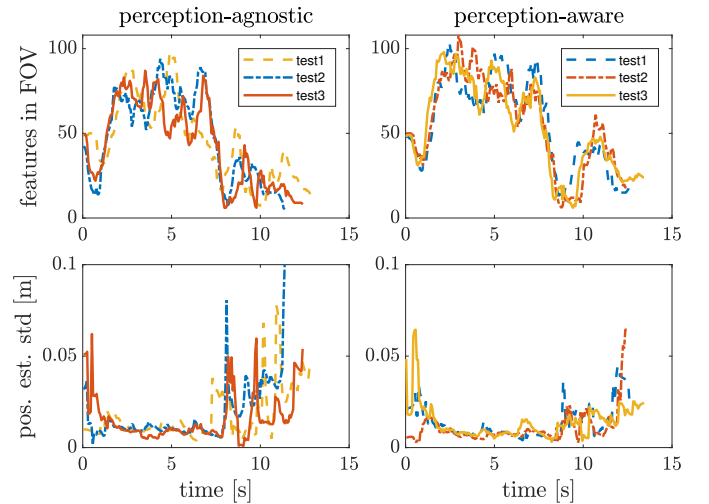 perception-agnostic
perception-aware
features in FOV
100
50
0
test1
test2
test3
0
5
10
15
100
50
0
test1
test2
test3
0
5
10
15
pos. est. std [m]
0.1
0.05
0
0
5
10
15
time [s]
0.1
0.05
0
0
5
10
15
time [s]